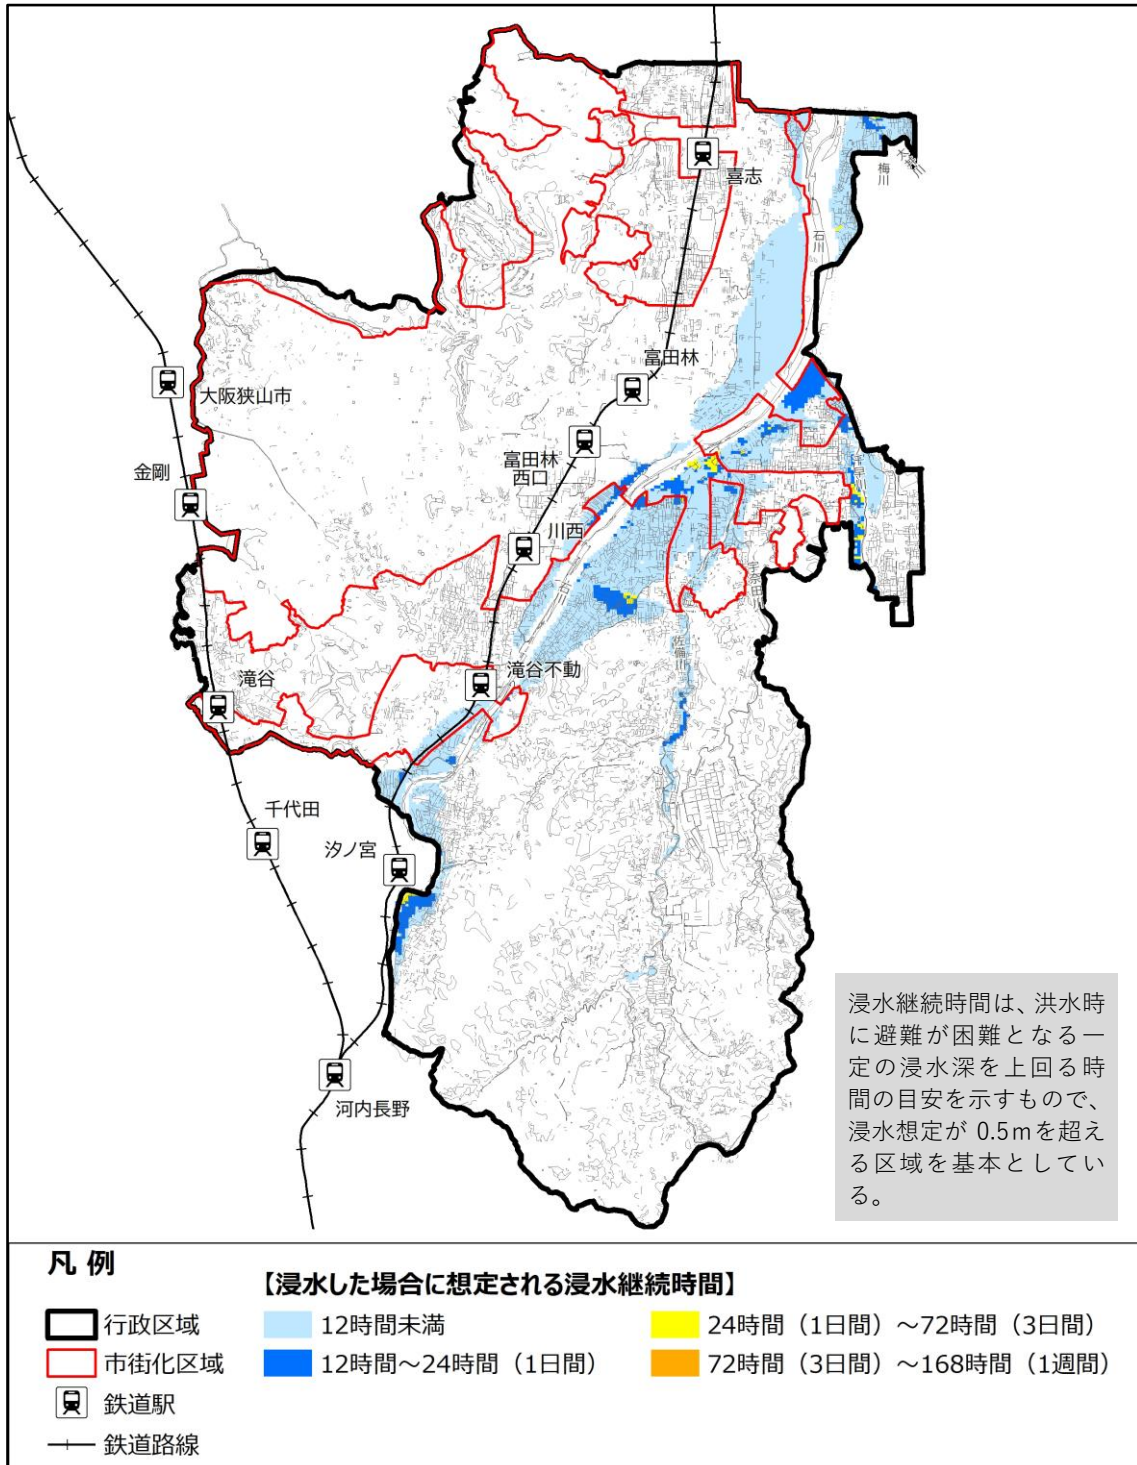 喜志
梅川
石川
富田林
大阪狭山市
富田林
西口
金剛
川西
石川
佐備川
滝谷不動
滝谷
千代田
汐ノ宮
河内長野
浸水継続時間は、洪水時
に避難が困難となる一
定の浸水深を上回る時
間の目安を示すもので、
浸水想定が 0.5mを超え
る区域を基本としてい
る。
凡 例
【浸水した場合に想定される浸水継続時間】
行政区域
12時間未満
24時間（1日間）～72時間（3日間）
市街化区域
12時間～24時間（1日間）
72時間（3日間）～168時間（1週間）
鉄道駅
鉄道路線